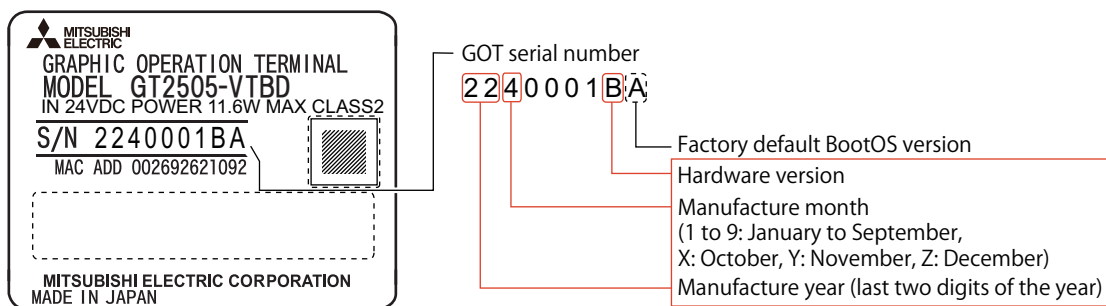 MITSUBISHI
ELECTRIC
GRAPHIC OPERATION TERMINAL
MODEL GT2505-VTBD
IN 24VDC POWER 11.6W MAX CLASS2
S/N 2240001BA
MAC ADD 002692621092
MITSUBISHI ELECTRIC CORPORATION
MADE IN JAPAN
GOT serial number
2240001BA
Factory default BootOS version
Hardware version
Manufacture month
(1 to 9: January to September,
X: October, Y: November, Z: December)
Manufacture year (last two digits of the year)